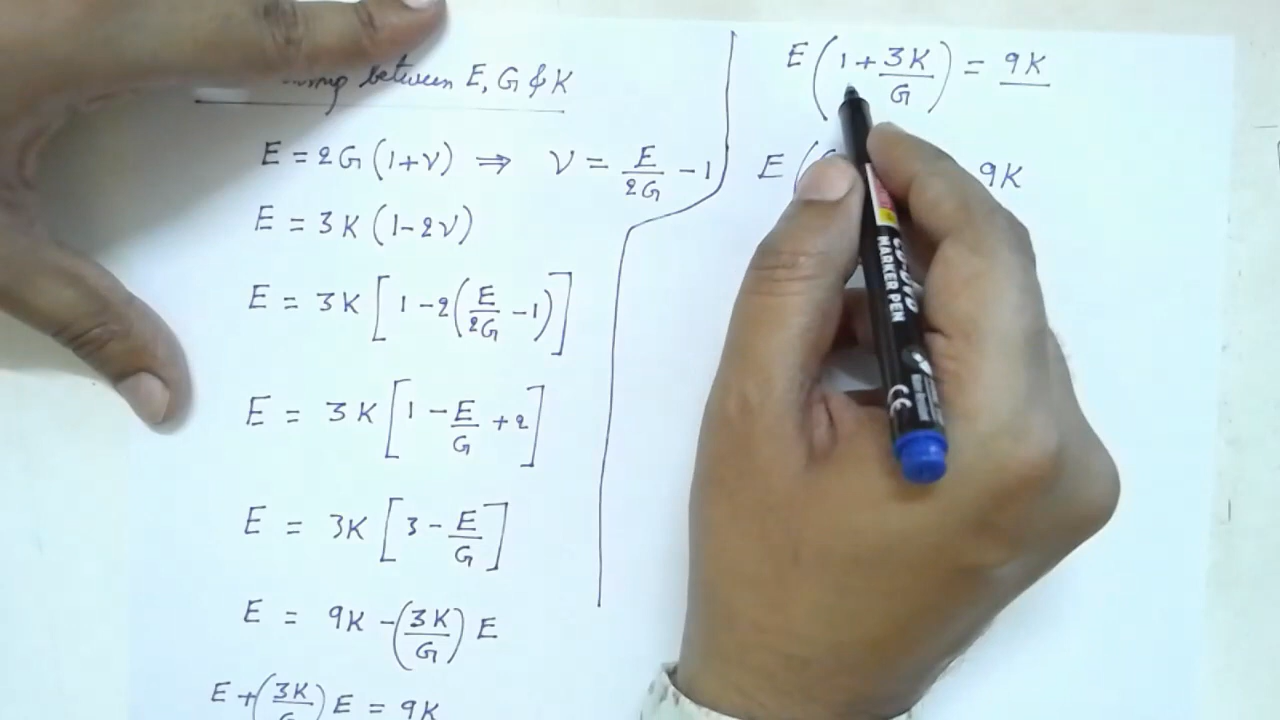 between E, G & K
E = 2G (1+ν) ⇒ ν = E/2G - 1
E = 3K (1-2ν)
E = 3K [1 - 2(E/2G - 1)]
E = 3K [1 - E/G + 2]
E = 3K [3 - E/G]
E = 9K - (3K/G) E
E + (3K/G) E = 9K
E (1 + 3K/G) = 9K
E ( 9K
MARKER PEN
CE